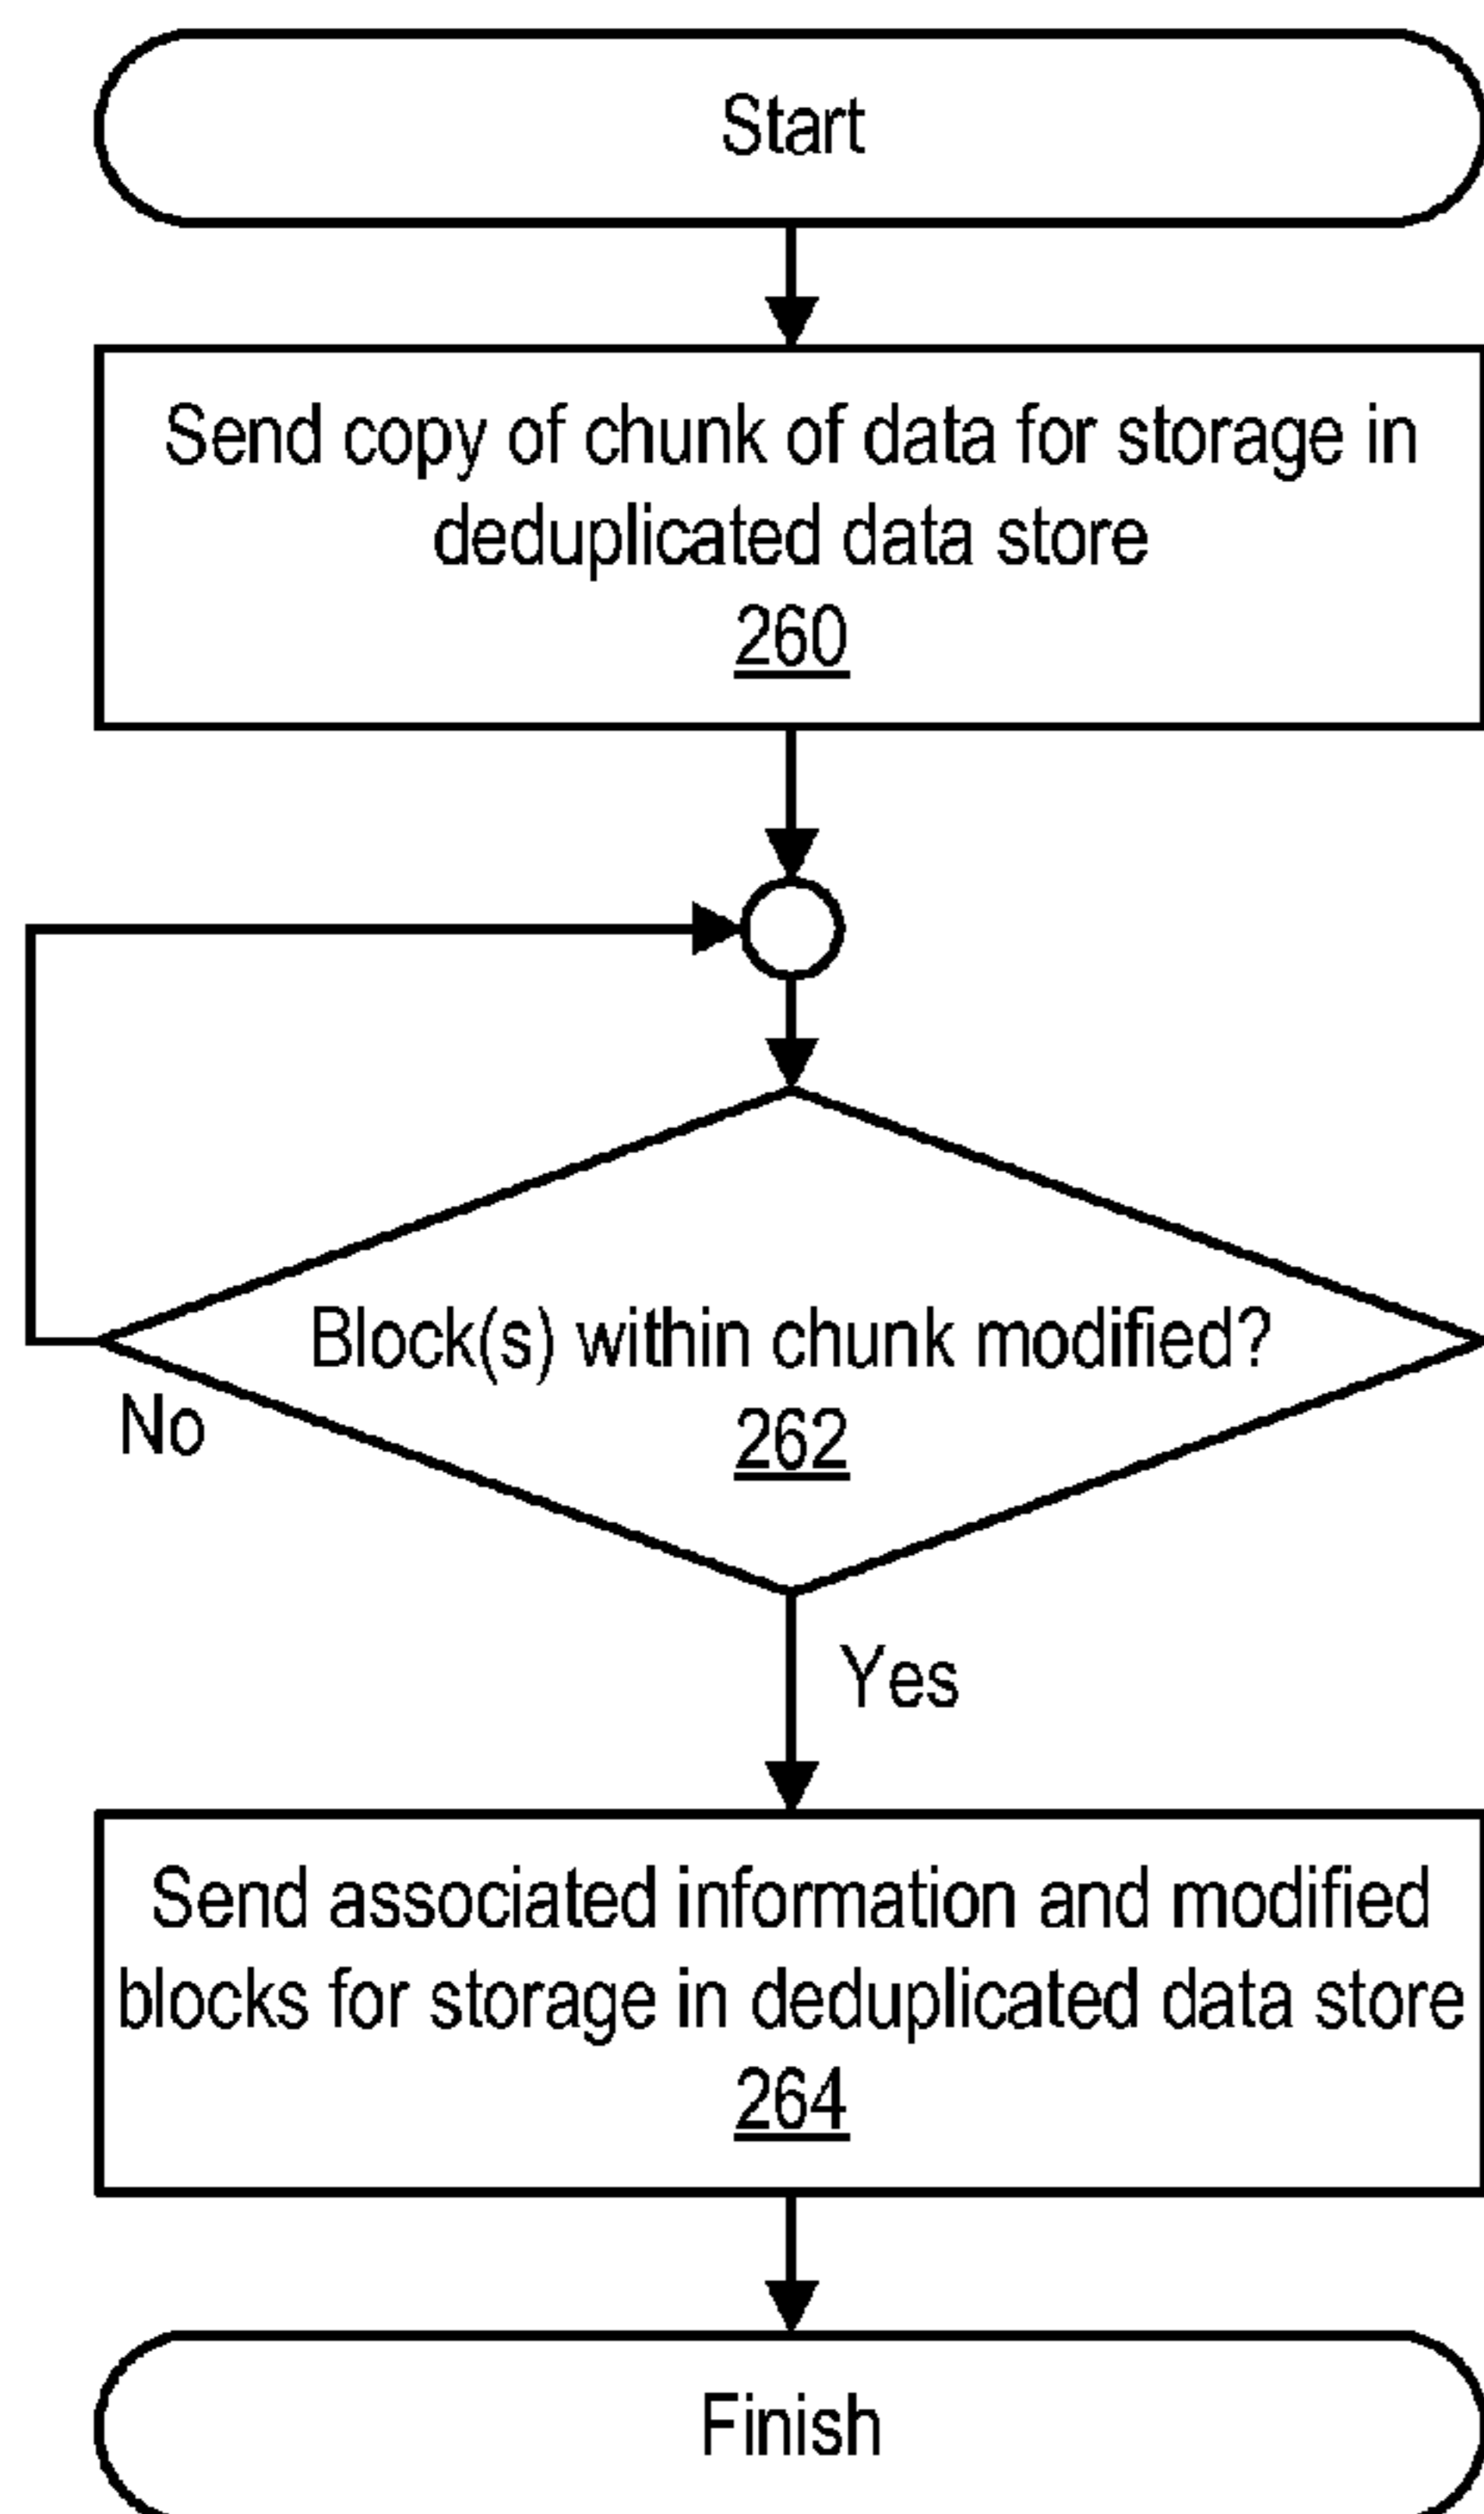 Start
Send copy of chunk of data for storage in
deduplicated data store
260
Block(s) within chunk modified?
262
No
Yes
Send associated information and modified
blocks for storage in deduplicated data store
264
Finish